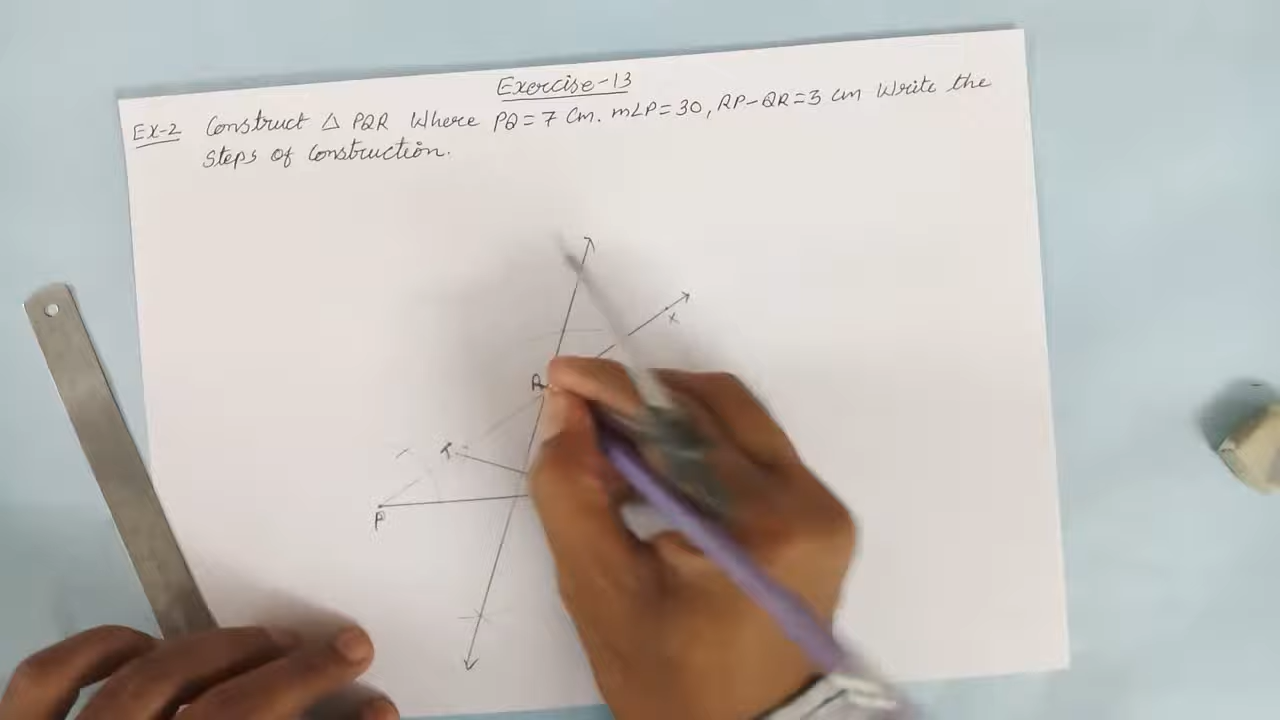 Exercise-13
Ex-2 Construct △ PQR Where PQ = 7 Cm. m∠P = 30, RP-QR = 3 cm Write the
steps of construction.
X
R
T
P